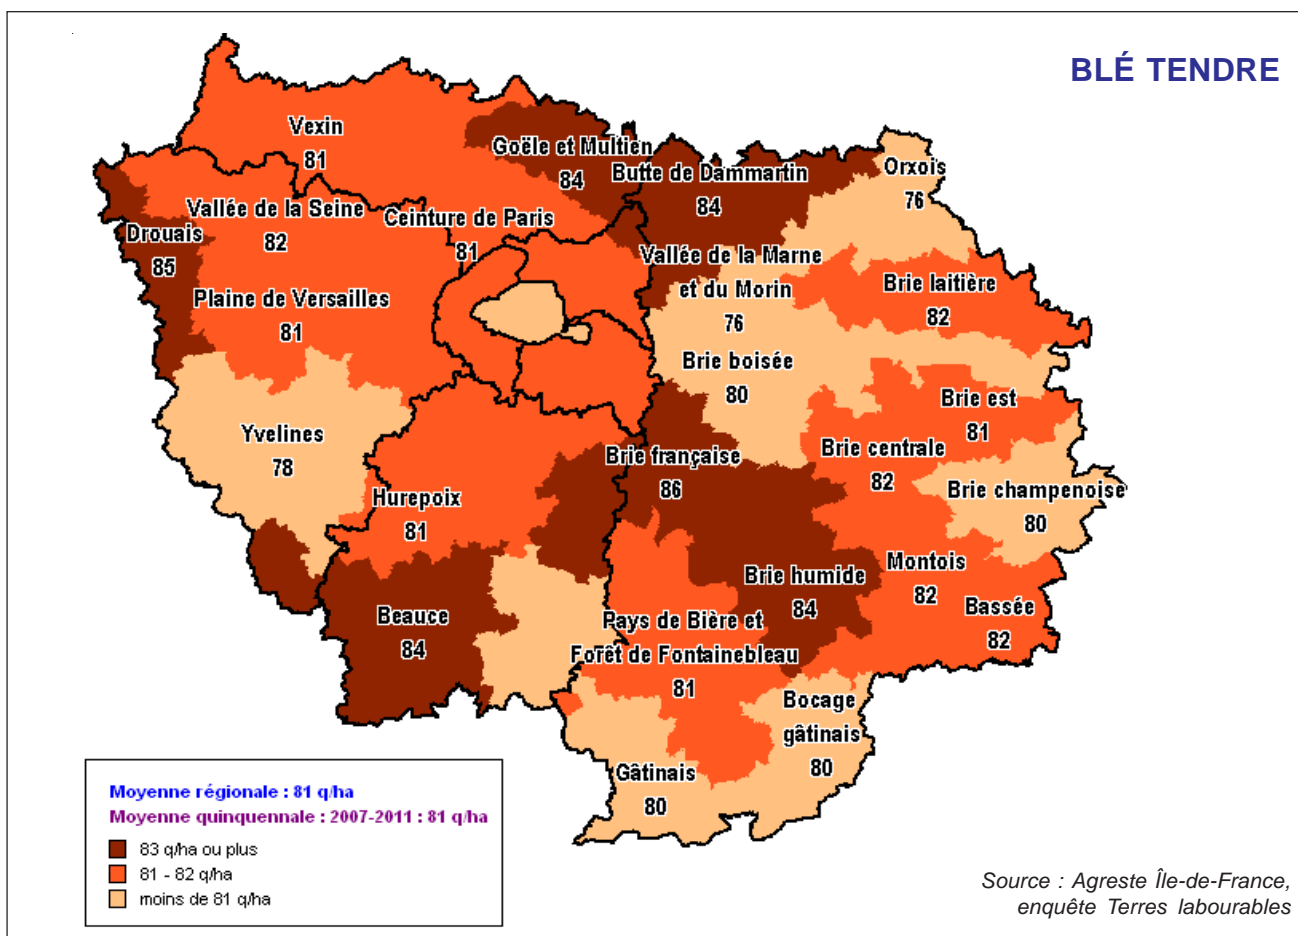 BLÉ TENDRE
Vexin
81
Goële et Multien
84
Butte de Dammartin
84
Orxois
76
Vallée de la Seine
82
Ceinture de Paris
81
Drouais
85
Vallée de la Marne
et du Morin
76
Brie laitière
82
Plaine de Versailles
81
Brie boisée
80
Brie est
81
Yvelines
78
Brie française
86
Brie centrale
82
Brie champenoise
80
Hurepoix
81
Montois
82
Brie humide
84
Bassée
82
Beauce
84
Pays de Bière et
Forêt de Fontainebleau
81
Bocage
gâtinais
80
Gâtinais
80
Moyenne régionale : 81 q/ha
Moyenne quinquennale : 2007-2011 : 81 q/ha
83 q/ha ou plus
81 - 82 q/ha
moins de 81 q/ha
Source : Agreste Île-de-France,
enquête Terres labourables